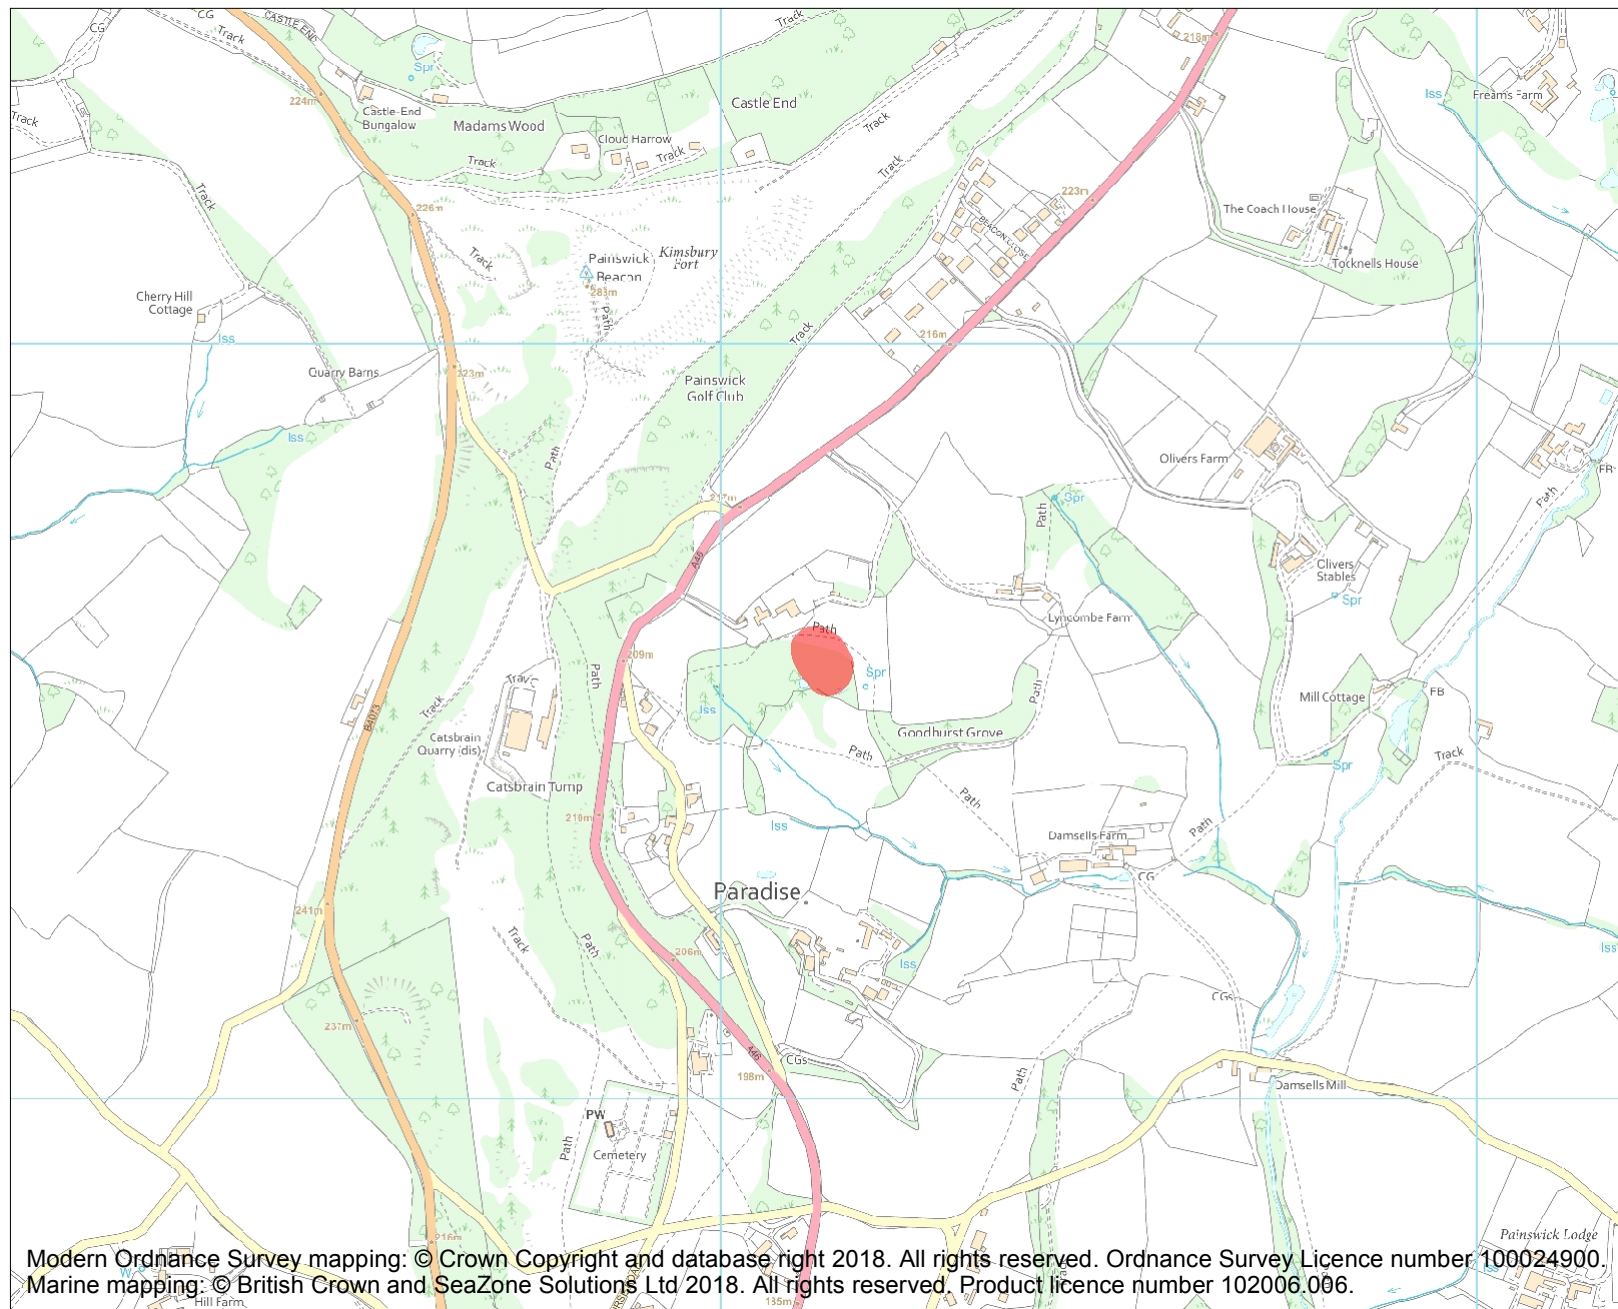 CG
CG
CASTLE END
Track
Track
218m
Spr
224m
Castle-End
Bungalow
Madams Wood
Castle End
Iss
Freams Farm
Track
Cloud Harrow
Track
Track
Track
Track
Track
223m
226m
The Coach House
BEACON CLOSE
Track
Painswick
Beacon
Kimsbury
Fort
Tocknells House
Cherry Hill
Cottage
Path
Iss
Track
216m
Quarry Barns
223m
Painswick
Golf Club
Iss
Path
Olivers Farm
FB
Path
Spr
Path
217m
A46
Olivers
Stables
Spr
Lyncombe Farm
Path
209m
Path
Track
Spr
Path
Mill Cottage
FB
Iss
B4073
Track
Catsbrain
Quarry (dis)
Goodhurst Grove
Path
Track
Spr
Catsbrain Tump
Path
210m
Iss
Path
Damsells Farm
CG
Paradise
241m
Track
Path
206m
Iss
Iss
CGs
237m
A46
CGs
198m
Path
Damsells Mill
PW
Path
Cemetery
216m
Painswick Lodge
Modern Ordnance Survey mapping: © Crown Copyright and database right 2018. All rights reserved. Ordnance Survey Licence number 100024900.
Marine mapping: © British Crown and SeaZone Solutions Ltd 2018. All rights reserved. Product licence number 102006.006.
W
Iss
Hill Farm
185m